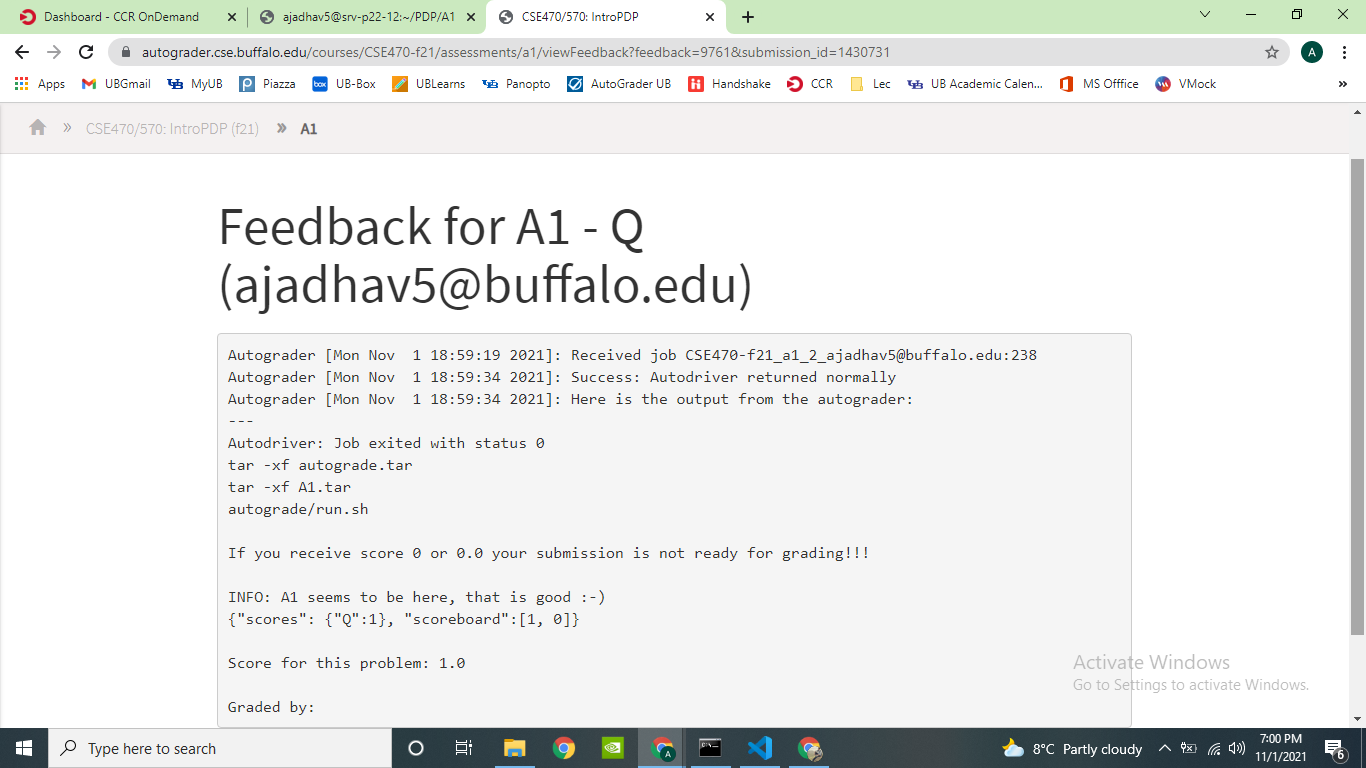 Dashboard - CCR OnDemand
ajadhav5@srv-p22-12:~/PDP/A1
CSE470/570: IntroPDP
autograder.cse.buffalo.edu/courses/CSE470-f21/assessments/a1/viewFeedback?feedback=9761&submission_id=1430731
A
Apps
UBGmail
MyUB
Piazza
box
UB-Box
UBLearns
Panopto
AutoGrader UB
Handshake
CCR
Lec
UB Academic Calen...
MS Offfice
VMock
»
» CSE470/570: IntroPDP (f21) » A1
Feedback for A1 - Q
(ajadhav5@buffalo.edu)
Autograder [Mon Nov  1 18:59:19 2021]: Received job CSE470-f21_a1_2_ajadhav5@buffalo.edu:238
Autograder [Mon Nov  1 18:59:34 2021]: Success: Autodriver returned normally
Autograder [Mon Nov  1 18:59:34 2021]: Here is the output from the autograder:
---
Autodriver: Job exited with status 0
tar -xf autograde.tar
tar -xf A1.tar
autograde/run.sh
If you receive score 0 or 0.0 your submission is not ready for grading!!!
INFO: A1 seems to be here, that is good :-)
{"scores": {"Q":1}, "scoreboard":[1, 0]}
Score for this problem: 1.0
Graded by:
Activate Windows
Go to Settings to activate Windows.
Type here to search
A
8°C Partly cloudy
7:00 PM
11/1/2021
6